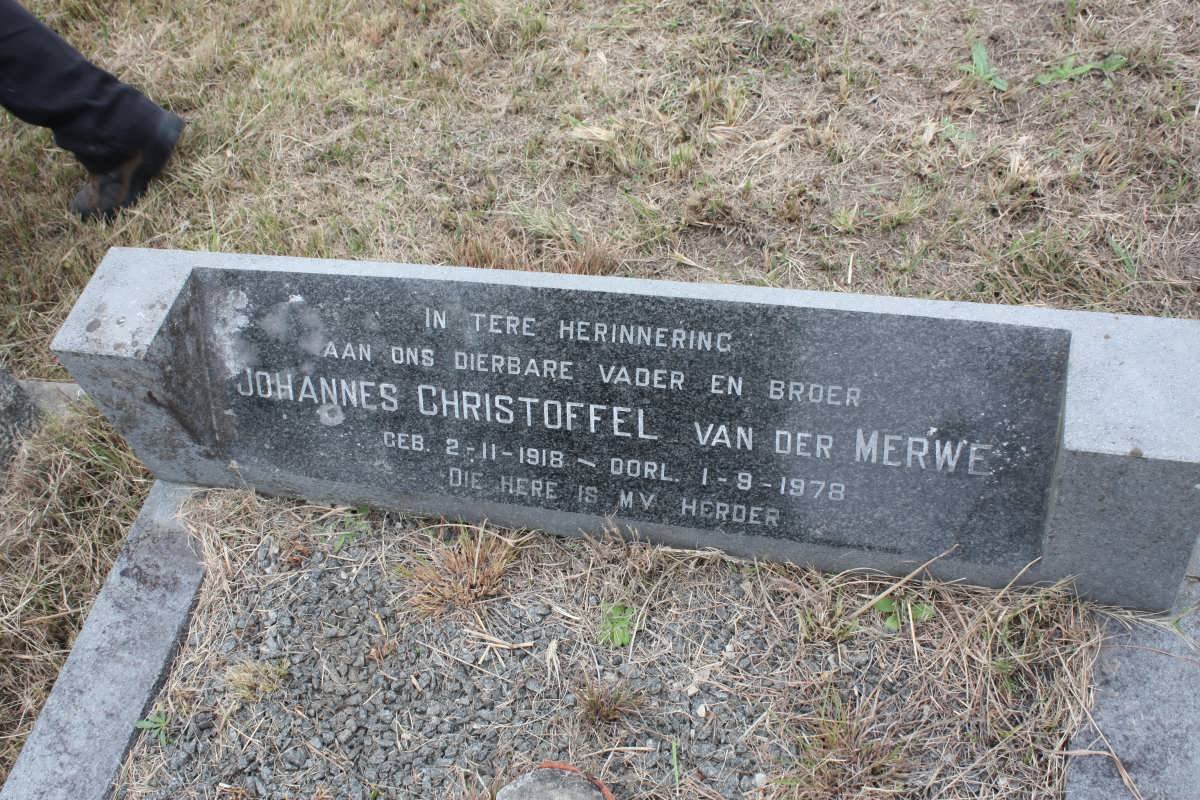 IN TERE HERINNERING
AAN ONS DIERBARE VADER EN BROER
JOHANNES CHRISTOFFEL VAN DER MERWE
GEB. 2-11-1918 – OORL. 1-9-1978
DIE HERE IS MY HERDER